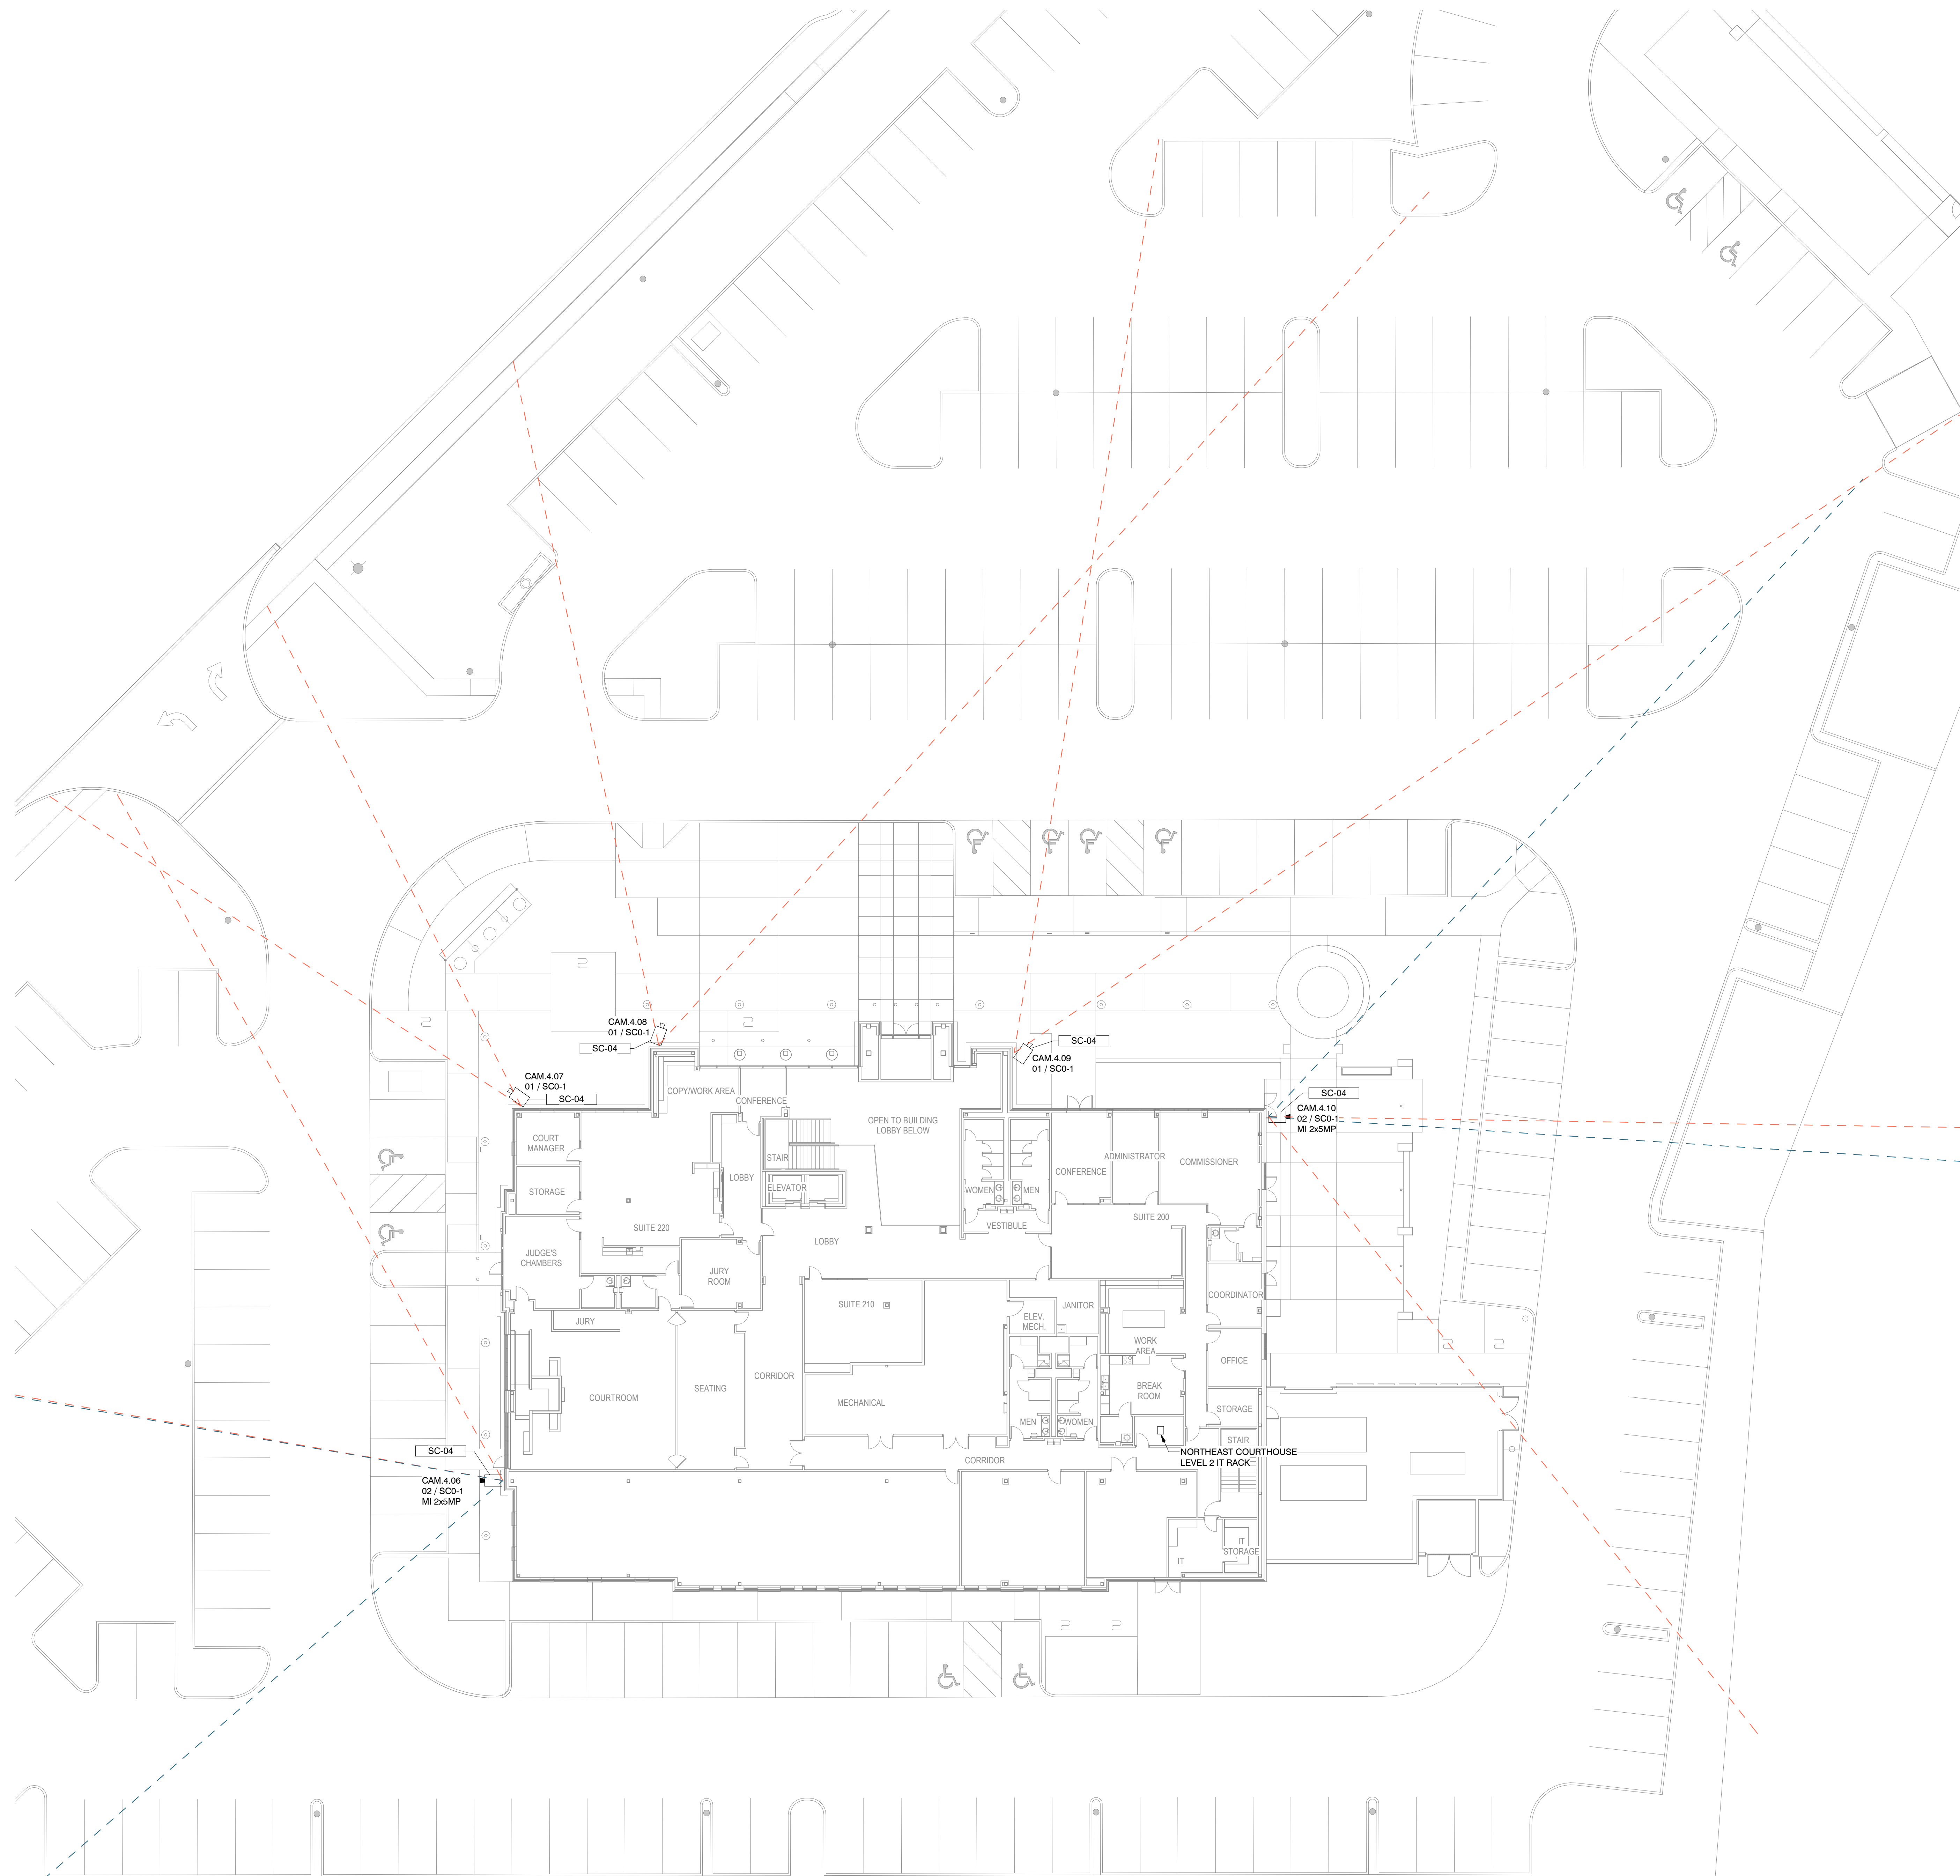 CAM.4.08
01 / SC0-1
SC-04
SC-04
CAM.4.09
01 / SC0-1
CAM.4.07
01 / SC0-1
SC-04
SC-04
CAM.4.10
02 / SC0-1
MI 2x5MP
COPY/WORK AREA
CONFERENCE
OPEN TO BUILDING
LOBBY BELOW
COURT
MANAGER
STAIR
LOBBY
ELEVATOR
STORAGE
WOMEN
MEN
CONFERENCE
ADMINISTRATOR
COMMISSIONER
SUITE 220
LOBBY
VESTIBULE
SUITE 200
JUDGE'S
CHAMBERS
JURY
ROOM
COORDINATOR
SUITE 210
JANITOR
ELEV.
MECH.
JURY
WORK
AREA
OFFICE
COURTROOM
SEATING
CORRIDOR
MECHANICAL
BREAK
ROOM
STORAGE
MEN
WOMEN
STAIR
NORTHEAST COURTHOUSE
LEVEL 2 IT RACK
CORRIDOR
SC-04
CAM.4.06
02 / SC0-1
MI 2x5MP
IT
STORAGE
IT